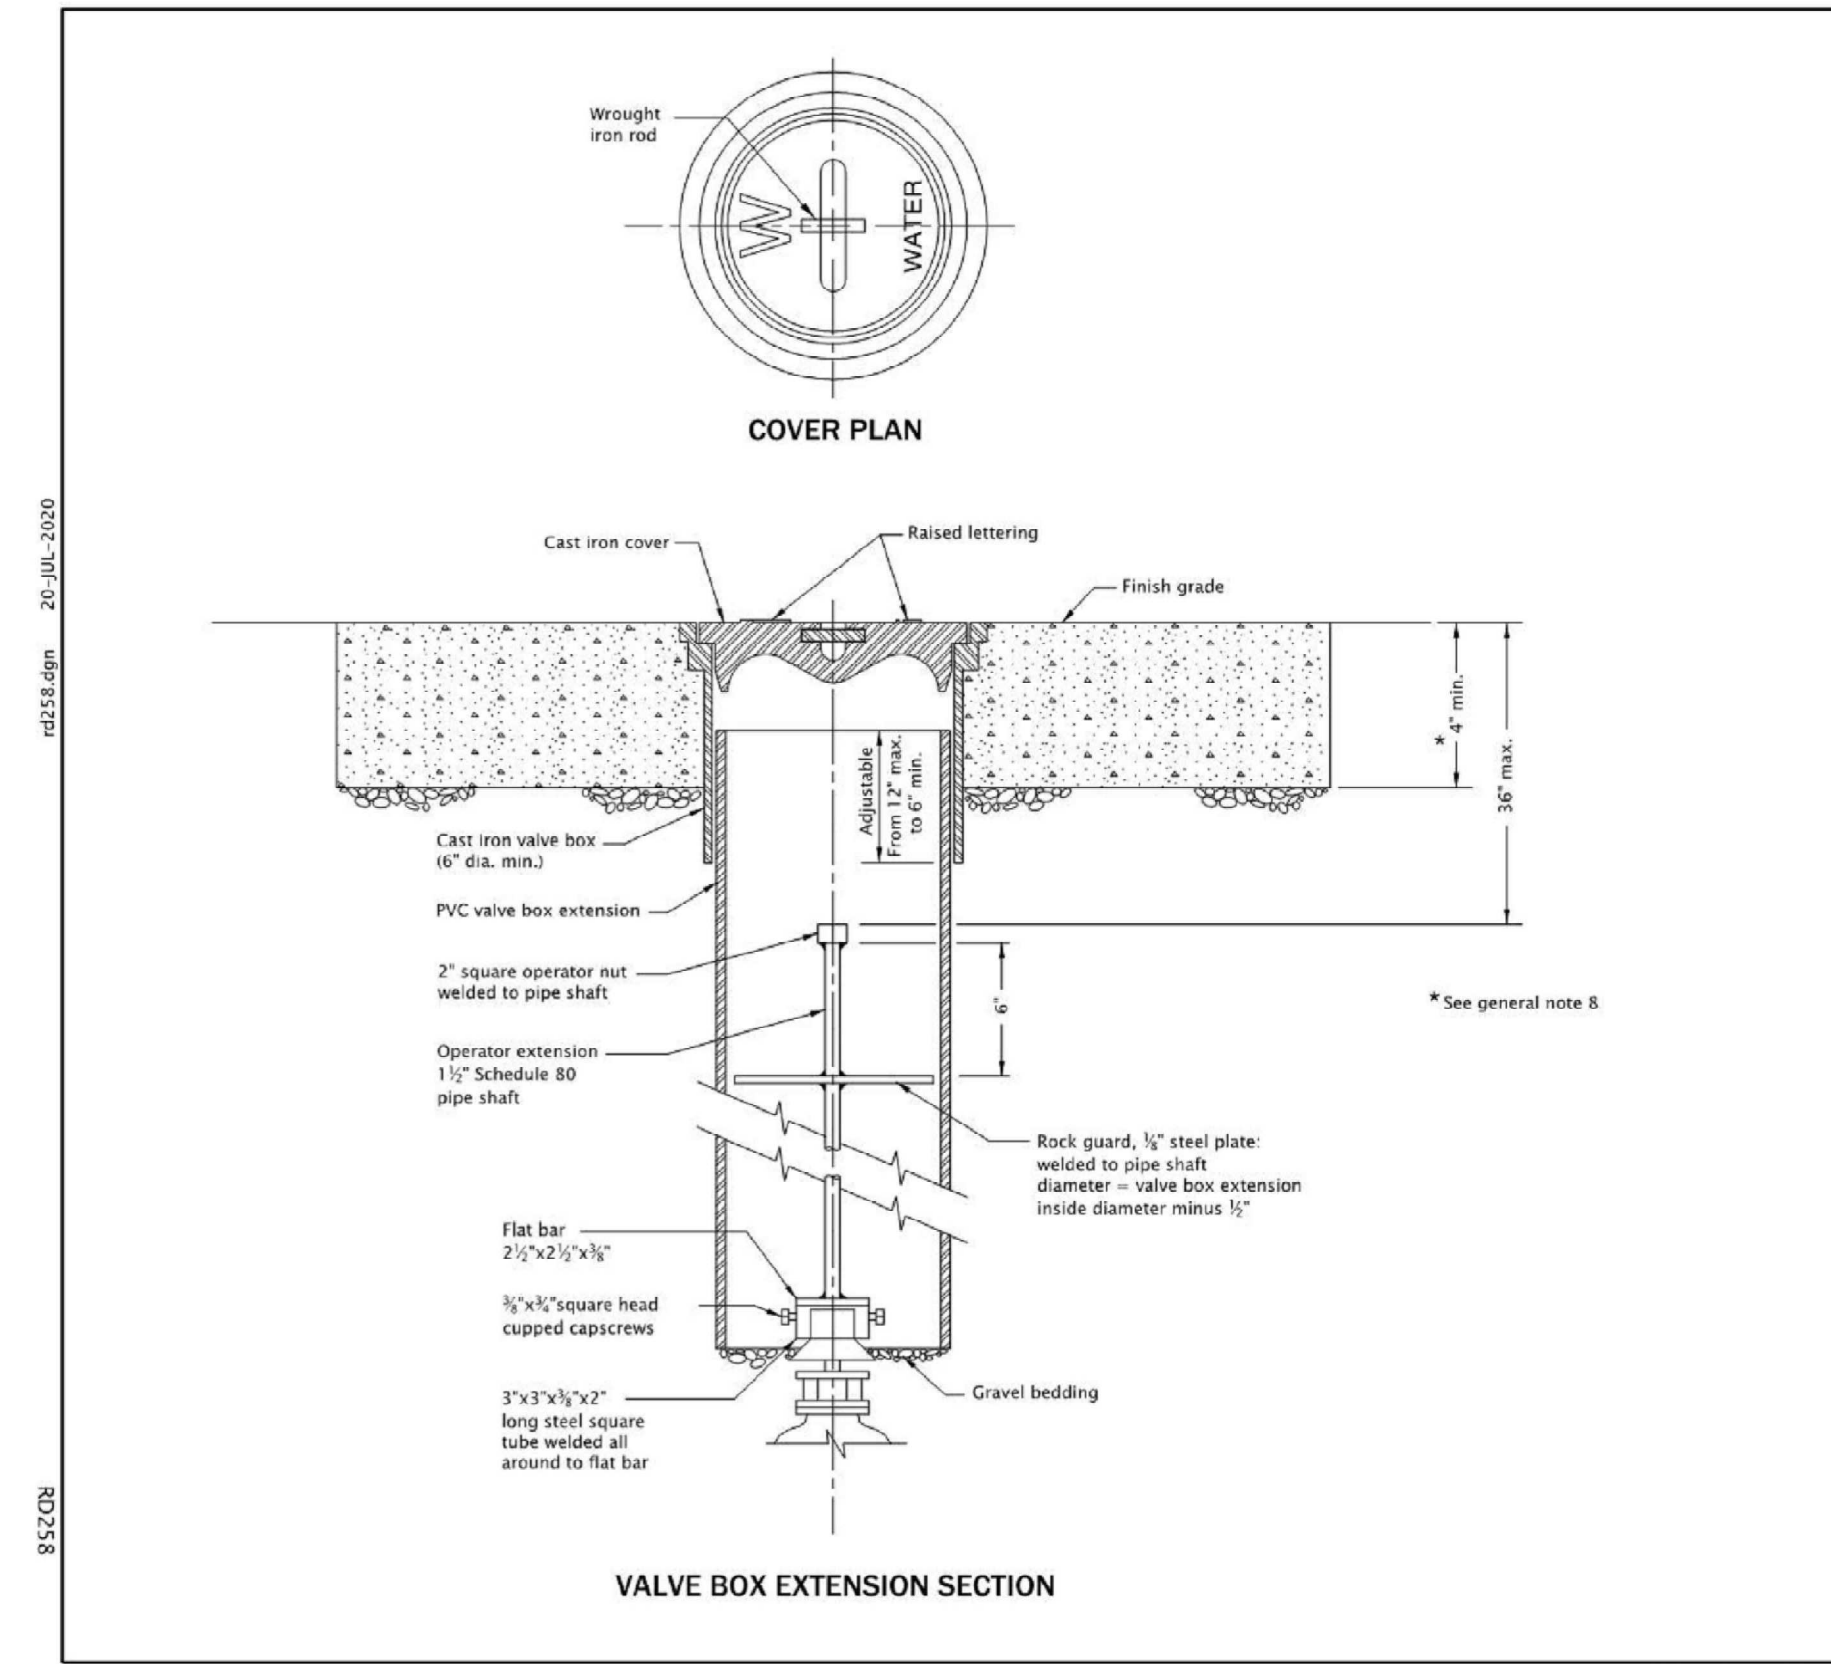 Wrought
iron rod
W
WATER
COVER PLAN
Cast iron cover
Raised lettering
Finish grade
* 4" min.
36" max.
Adjustable
From 12" max.
to 6" min.
Cast iron valve box
(6" dia. min.)
PVC valve box extension
2" square operator nut
welded to pipe shaft
6"
* See general note 8
Operator extension
1½" Schedule 80
pipe shaft
Rock guard, ⅛" steel plate:
welded to pipe shaft
diameter = valve box extension
inside diameter minus ½"
Flat bar
2½"x2½"x⅜"
⅜"x¾"square head
cupped capscrews
3"x3"x⅜"x2"
long steel square
tube welded all
around to flat bar
Gravel bedding
VALVE BOX EXTENSION SECTION
rd258.dgn 20-JUL-2020
RD258